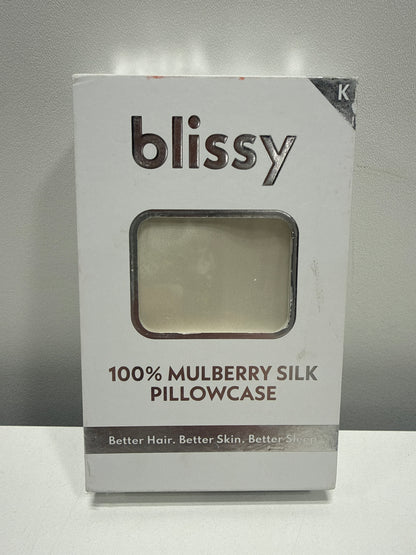 K
blissy
100% MULBERRY SILK
PILLOWCASE
Better Hair. Better Skin. Better Sleep.